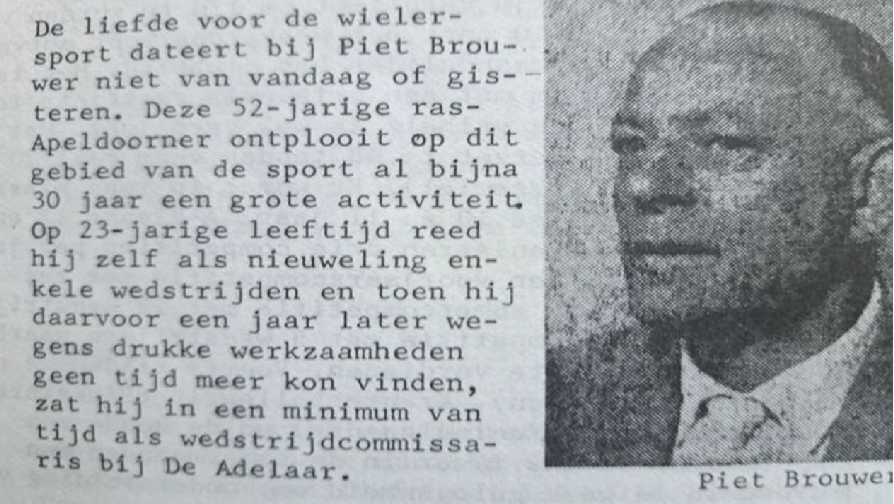 De liefde voor de wieler-
sport dateert bij Piet Brou-
wer niet van vandaag of gis-
teren. Deze 52-jarige ras-
Apeldoorner ontplooit op dit
gebied van de sport al bijna
30 jaar een grote activiteit.
Op 23-jarige leeftijd reed
hij zelf als nieuweling en-
kele wedstrijden en toen hij
daarvoor een jaar later we-
gens drukke werkzaamheden
geen tijd meer kon vinden,
zat hij in een minimum van
tijd als wedstrijdcommissa-
ris bij De Adelaar.
Piet Brouwer